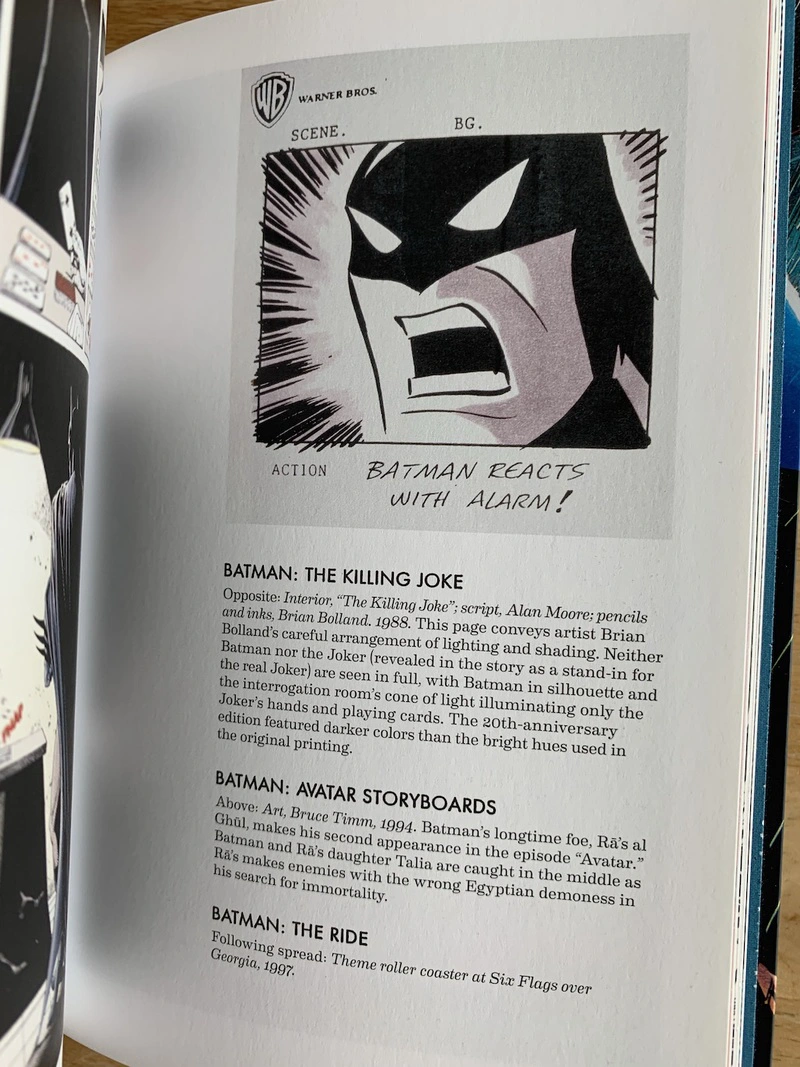 WB WARNER BROS.
SCENE. BG.
ACTION BATMAN REACTS
WITH ALARM!
BATMAN: THE KILLING JOKE
Opposite: Interior, “The Killing Joke”; script, Alan Moore; pencils
and inks, Brian Bolland. 1988. This page conveys artist Brian
Bolland’s careful arrangement of lighting and shading. Neither
Batman nor the Joker (revealed in the story as a stand-in for
the real Joker) are seen in full, with Batman in silhouette and
the interrogation room’s cone of light illuminating only the
Joker’s hands and playing cards. The 20th-anniversary
edition featured darker colors than the bright hues used in
the original printing.
BATMAN: AVATAR STORYBOARDS
Above: Art, Bruce Timm, 1994. Batman’s longtime foe, Rā’s al
Ghūl, makes his second appearance in the episode “Avatar.”
Batman and Rā’s daughter Talia are caught in the middle as
Rā’s makes enemies with the wrong Egyptian demoness in
his search for immortality.
BATMAN: THE RIDE
Following spread: Theme roller coaster at Six Flags over
Georgia, 1997.